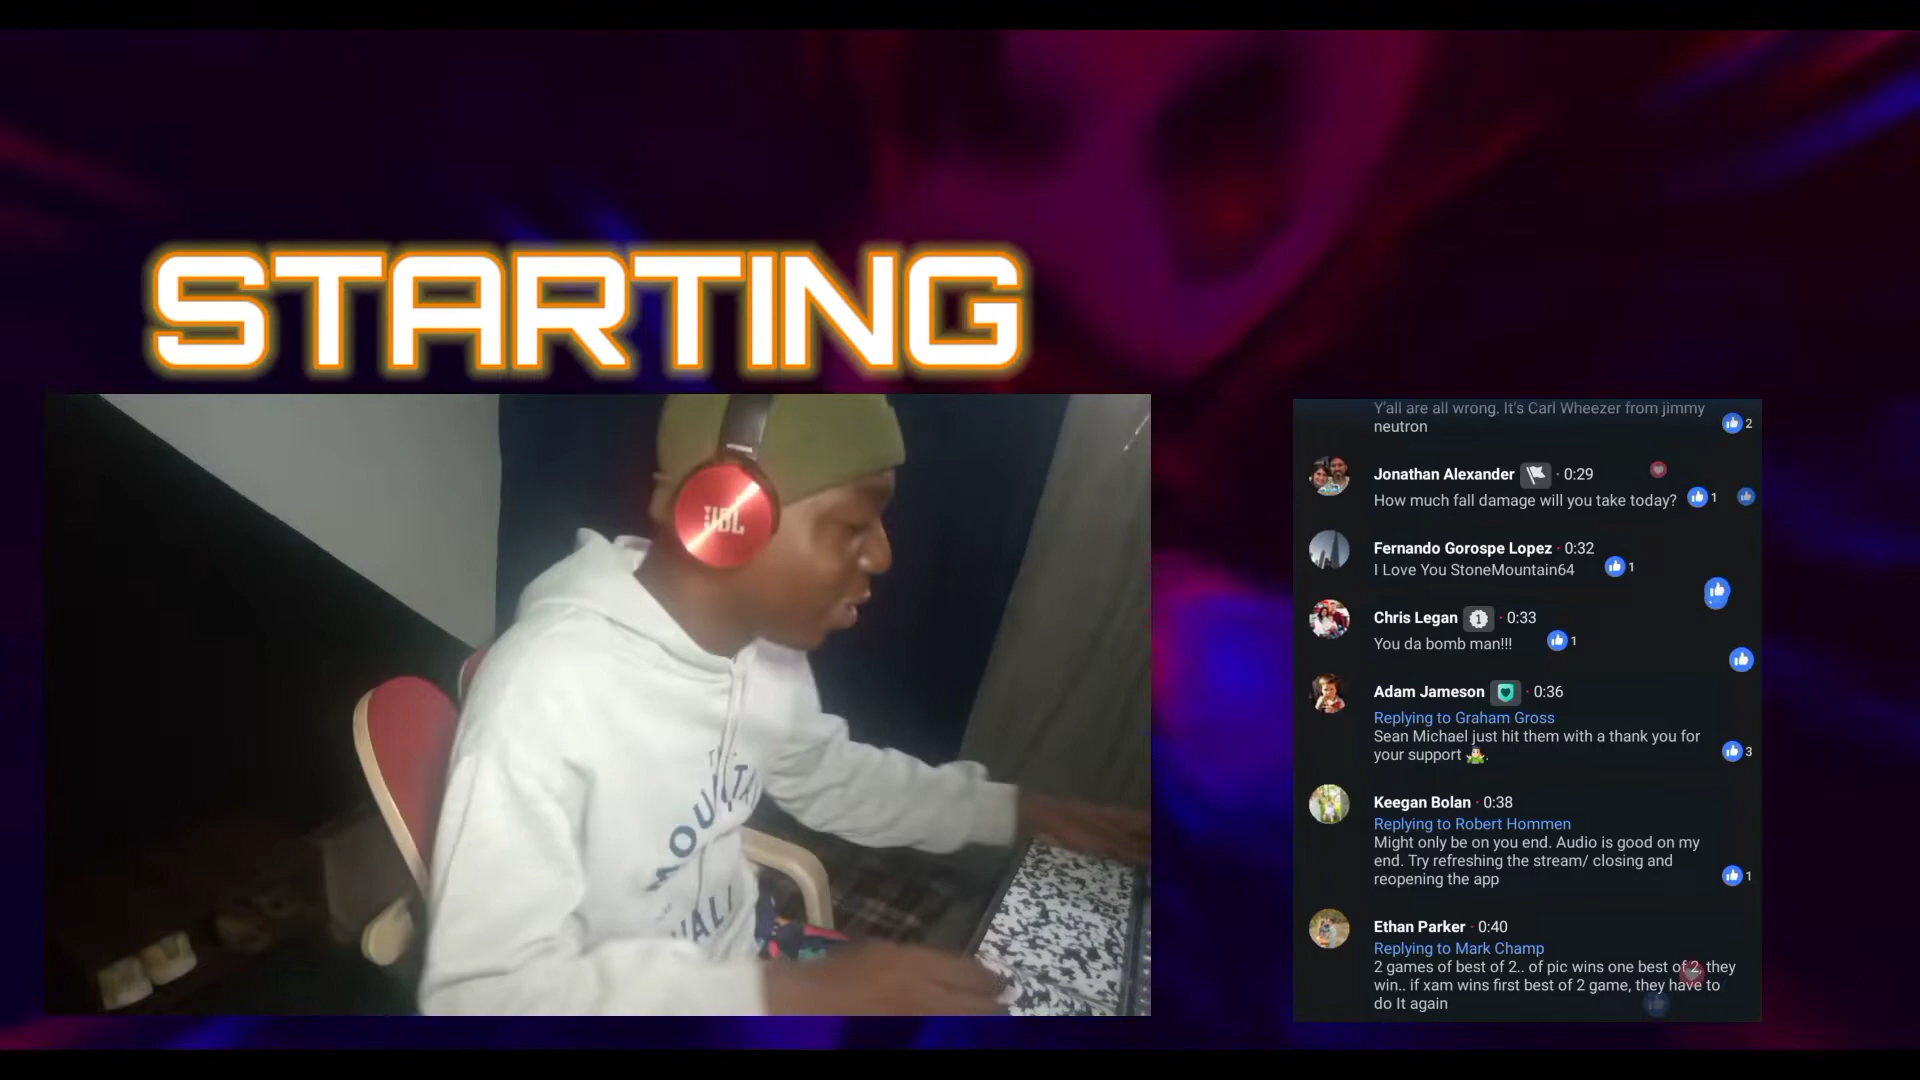 STARTING
JBL
Y'all are all wrong. It's Carl Wheezer from jimmy
neutron
2
Jonathan Alexander · 0:29
How much fall damage will you take today?
1
Fernando Gorospe Lopez · 0:32
I Love You StoneMountain64
1
Chris Legan 1 · 0:33
You da bomb man!!!
1
Adam Jameson · 0:36
Replying to Graham Gross
Sean Michael just hit them with a thank you for
your support 🤷🏻‍♂️.
3
Keegan Bolan · 0:38
Replying to Robert Hommen
Might only be on you end. Audio is good on my
end. Try refreshing the stream/ closing and
reopening the app
1
Ethan Parker · 0:40
Replying to Mark Champ
2 games of best of 2.. of pic wins one best of 2, they
win.. if xam wins first best of 2 game, they have to
do It again